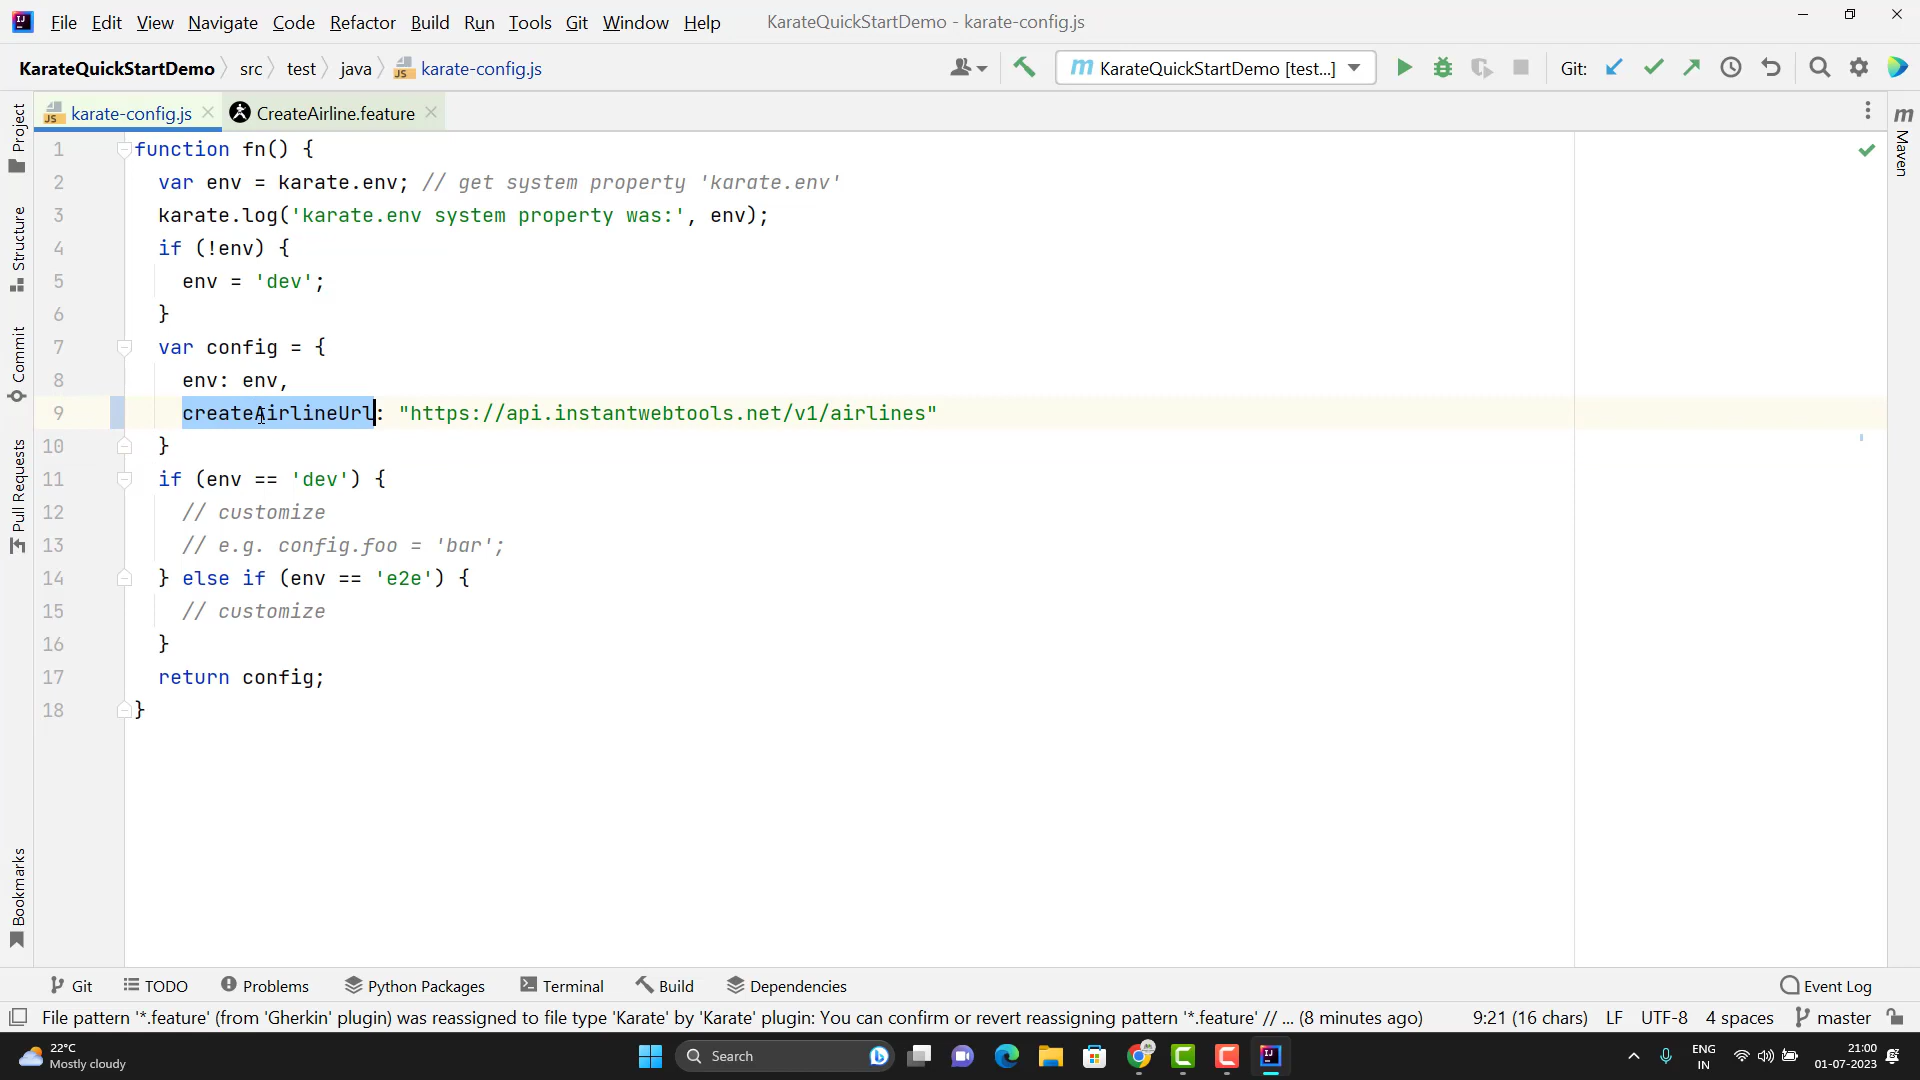 File Edit View Navigate Code Refactor Build Run Tools Git Window Help KarateQuickStartDemo - karate-config.js
KarateQuickStartDemo src test java karate-config.js KarateQuickStartDemo [test...] Git:
karate-config.js CreateAirline.feature
1 function fn() {
2 var env = karate.env; // get system property 'karate.env'
3 karate.log('karate.env system property was:', env);
4 if (!env) {
5 env = 'dev';
6 }
7 var config = {
8 env: env,
9 createAirlineUrl: "https://api.instantwebtools.net/v1/airlines"
10 }
11 if (env == 'dev') {
12 // customize
13 // e.g. config.foo = 'bar';
14 } else if (env == 'e2e') {
15 // customize
16 }
17 return config;
18 }
Project
Structure
Commit
Pull Requests
Bookmarks
Maven
Git TODO Problems Python Packages Terminal Build Dependencies Event Log
File pattern '*.feature' (from 'Gherkin' plugin) was reassigned to file type 'Karate' by 'Karate' plugin: You can confirm or revert reassigning pattern '*.feature' // ... (8 minutes ago) 9:21 (16 chars) LF UTF-8 4 spaces master
22°C
Mostly cloudy
Search
ENG
IN
21:00
01-07-2023